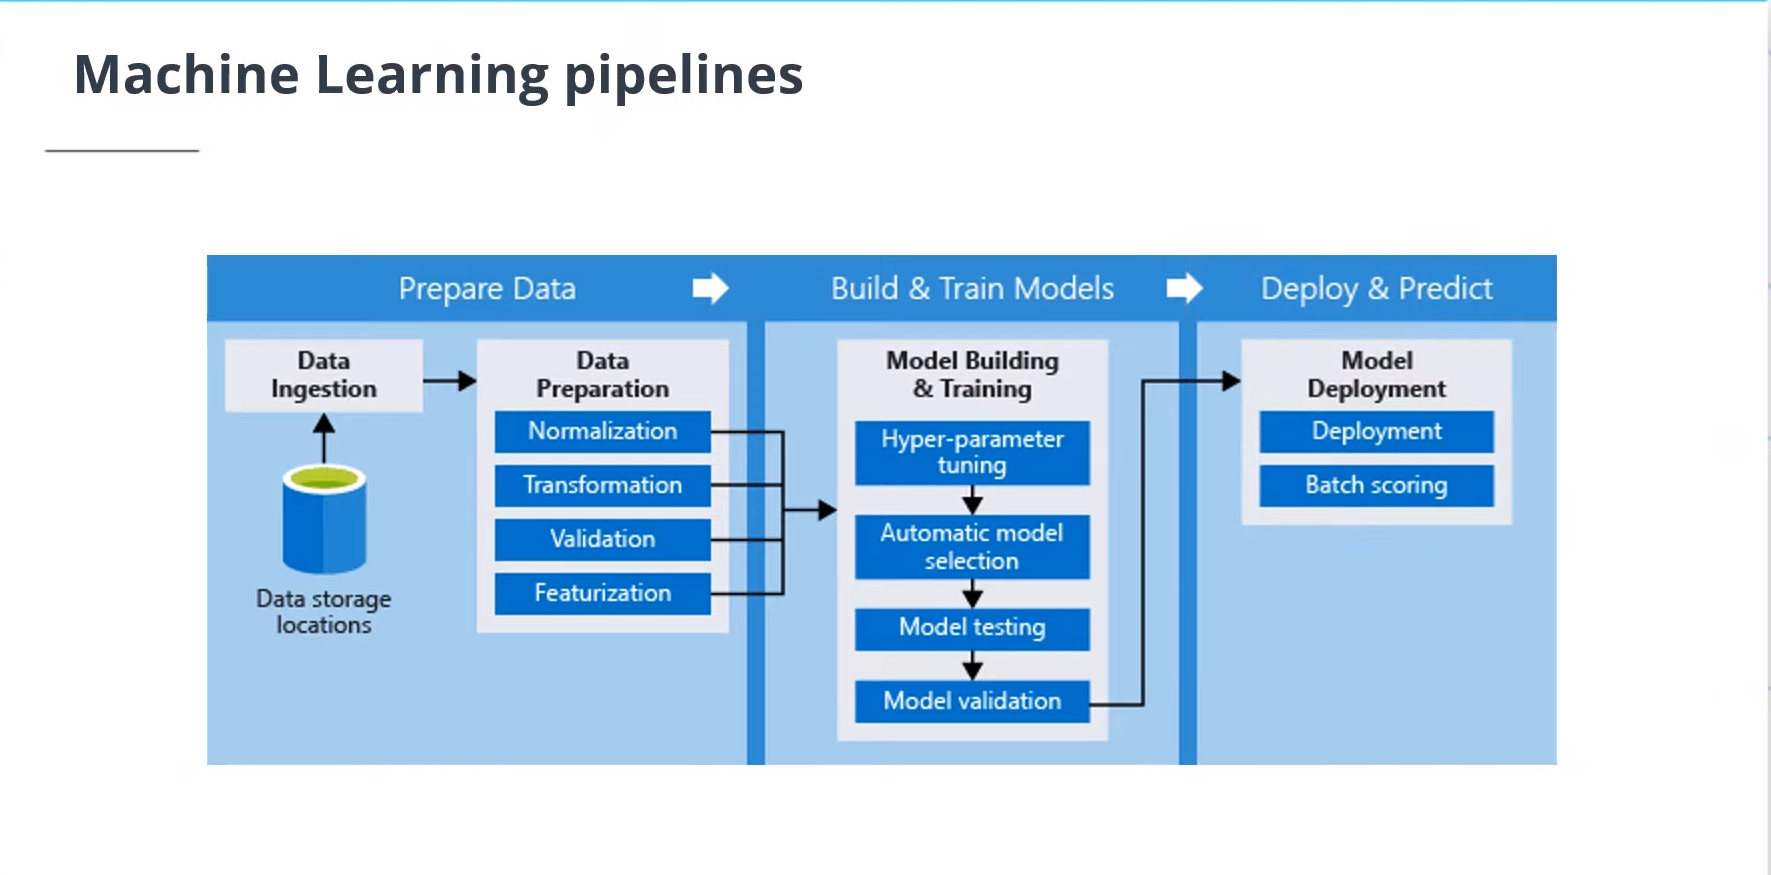 Machine Learning pipelines
Prepare Data
Build & Train Models
Deploy & Predict
Data
Ingestion
Data storage
locations
Data
Preparation
Normalization
Transformation
Validation
Featurization
Model Building
& Training
Hyper-parameter
tuning
Automatic model
selection
Model testing
Model validation
Model
Deployment
Deployment
Batch scoring